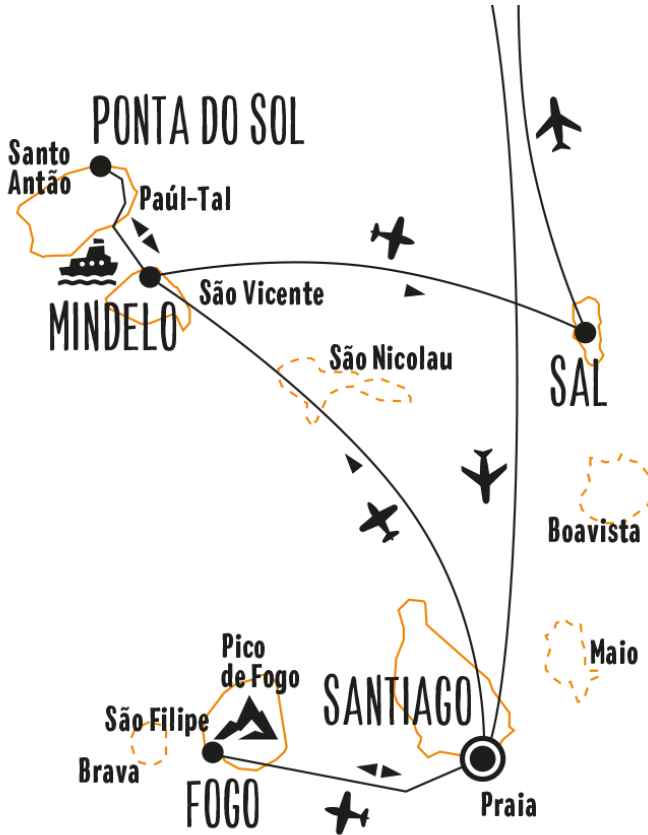 PONTA DO SOL
Santo
Antão
Paúl-Tal
São Vicente
MINDELO
São Nicolau
SAL
Boavista
Maio
Pico
de Fogo
SANTIAGO
São Filipe
Brava
FOGO
Praia